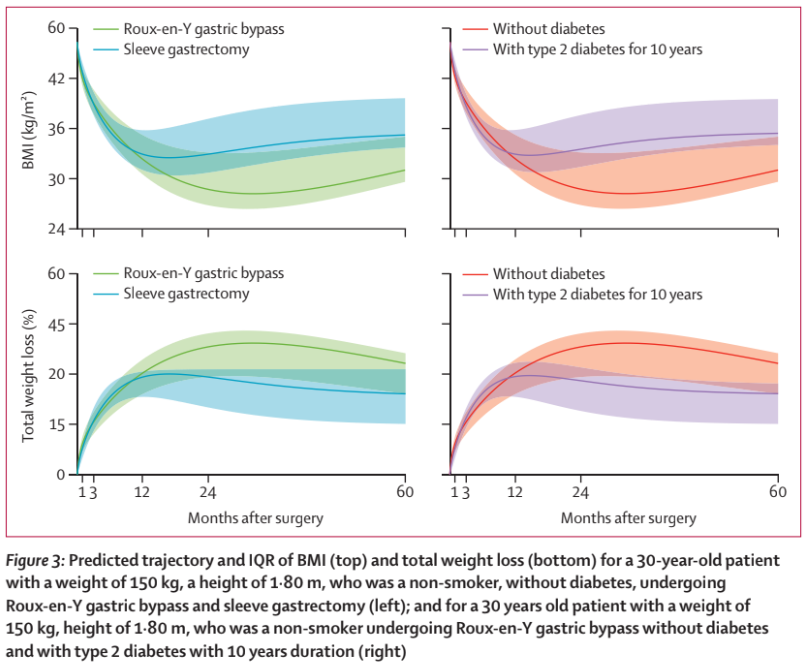 Roux-en-Y gastric bypass
Sleeve gastrectomy
BMI (kg/m²)
60
42
36
30
24
Without diabetes
With type 2 diabetes for 10 years
Roux-en-Y gastric bypass
Sleeve gastrectomy
Total weight loss (%)
60
45
20
15
0
1 3 12 24 60
Months after surgery
Without diabetes
With type 2 diabetes for 10 years
1 3 12 24 60
Months after surgery
Figure 3: Predicted trajectory and IQR of BMI (top) and total weight loss (bottom) for a 30-year-old patient
with a weight of 150 kg, a height of 1·80 m, who was a non-smoker, without diabetes, undergoing
Roux-en-Y gastric bypass and sleeve gastrectomy (left); and for a 30 years old patient with a weight of
150 kg, height of 1·80 m, who was a non-smoker undergoing Roux-en-Y gastric bypass without diabetes
and with type 2 diabetes with 10 years duration (right)